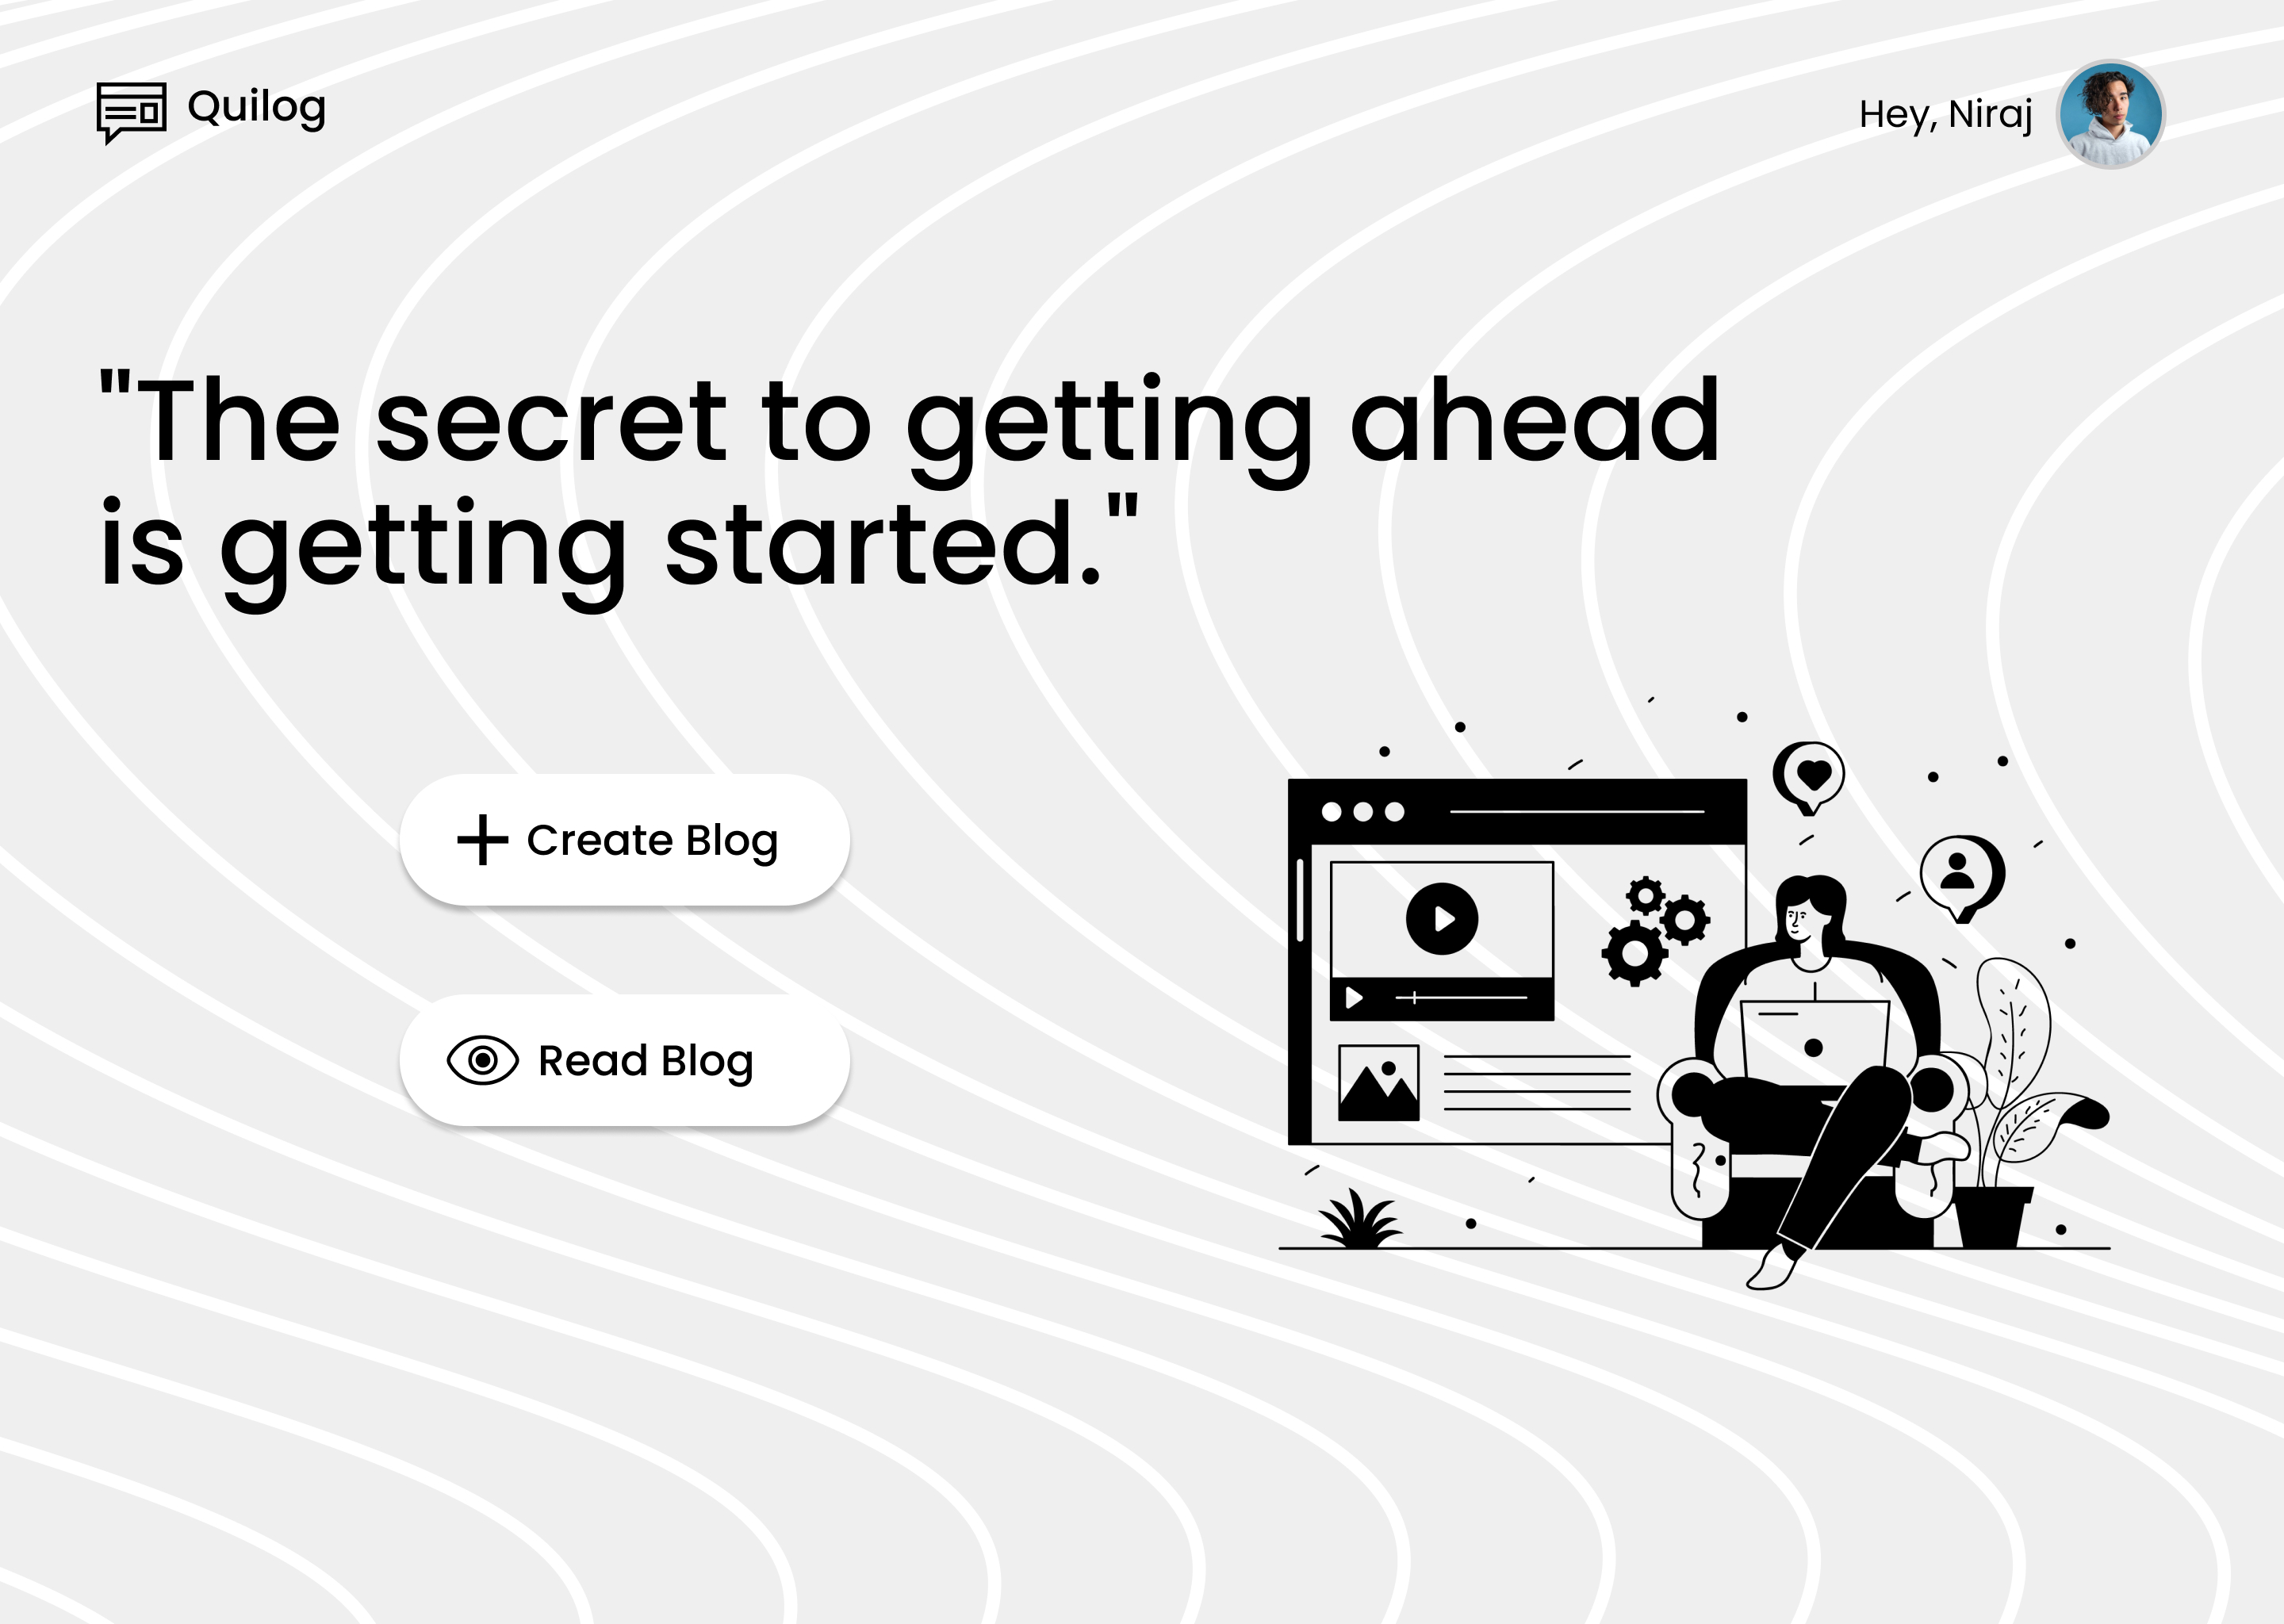 Quilog
Hey, Niraj
"The secret to getting ahead
is getting started."
Create Blog
Read Blog